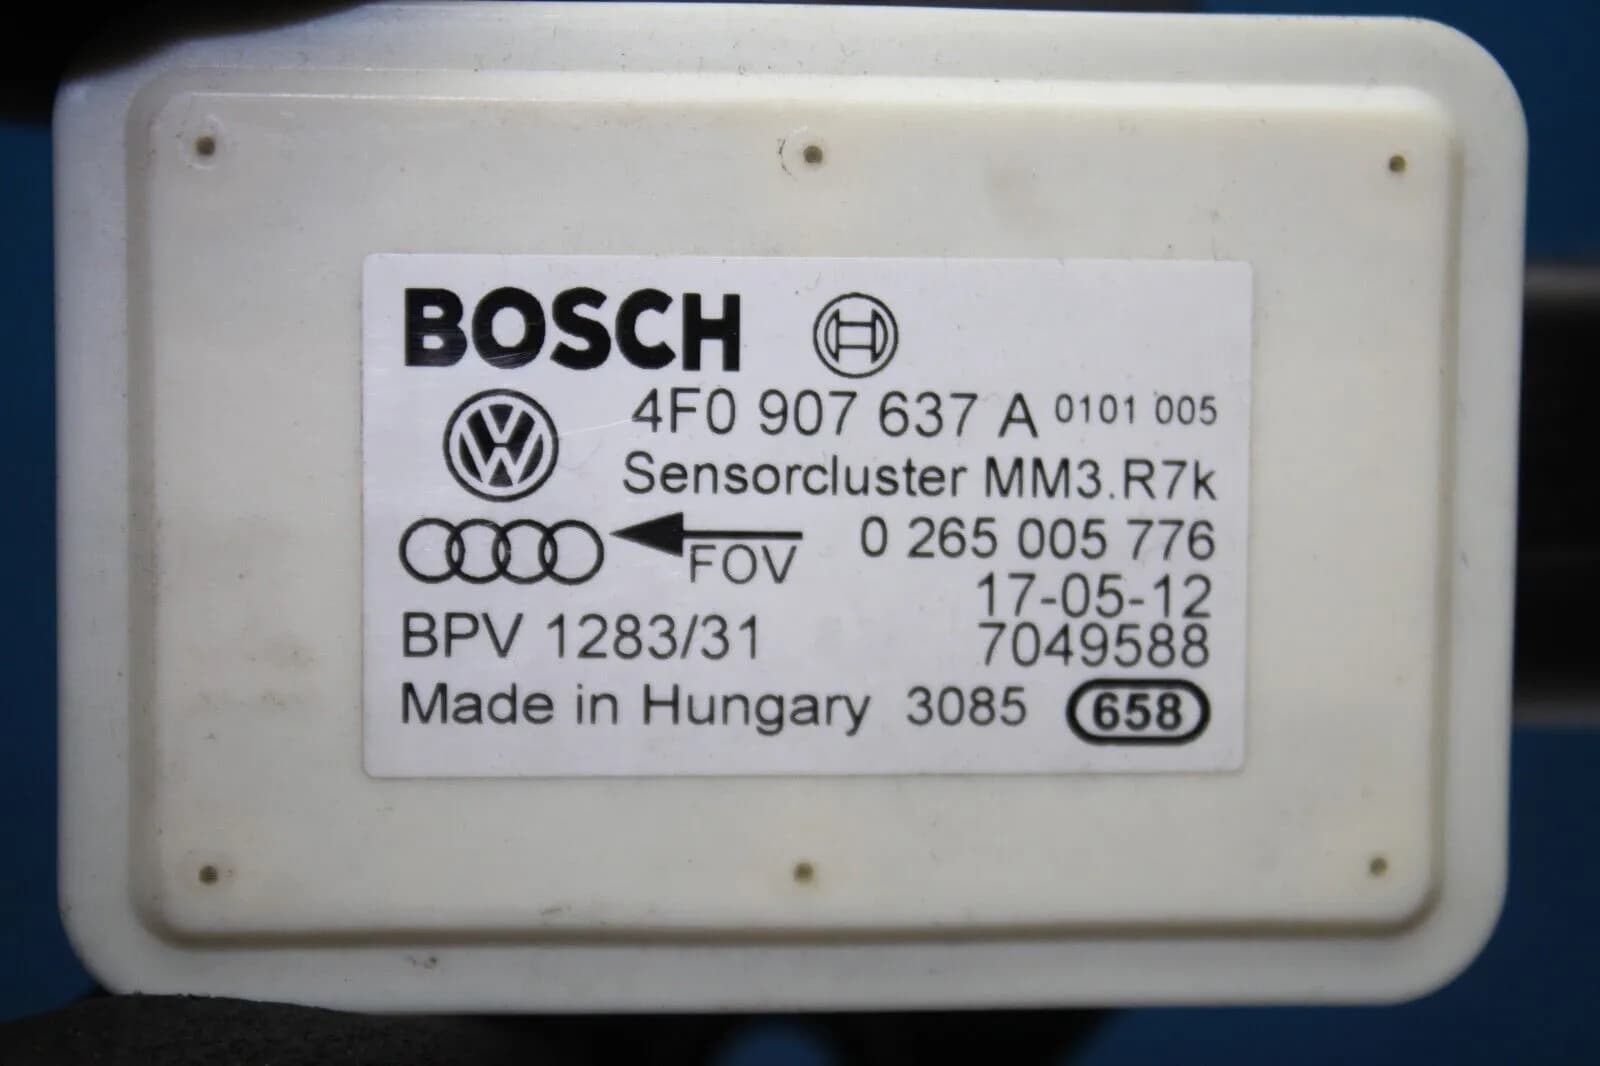 BOSCH
4F0 907 637 A 0101 005
Sensorcluster MM3.R7k
FOV 0 265 005 776
17-05-12
BPV 1283/31 7049588
Made in Hungary 3085 658